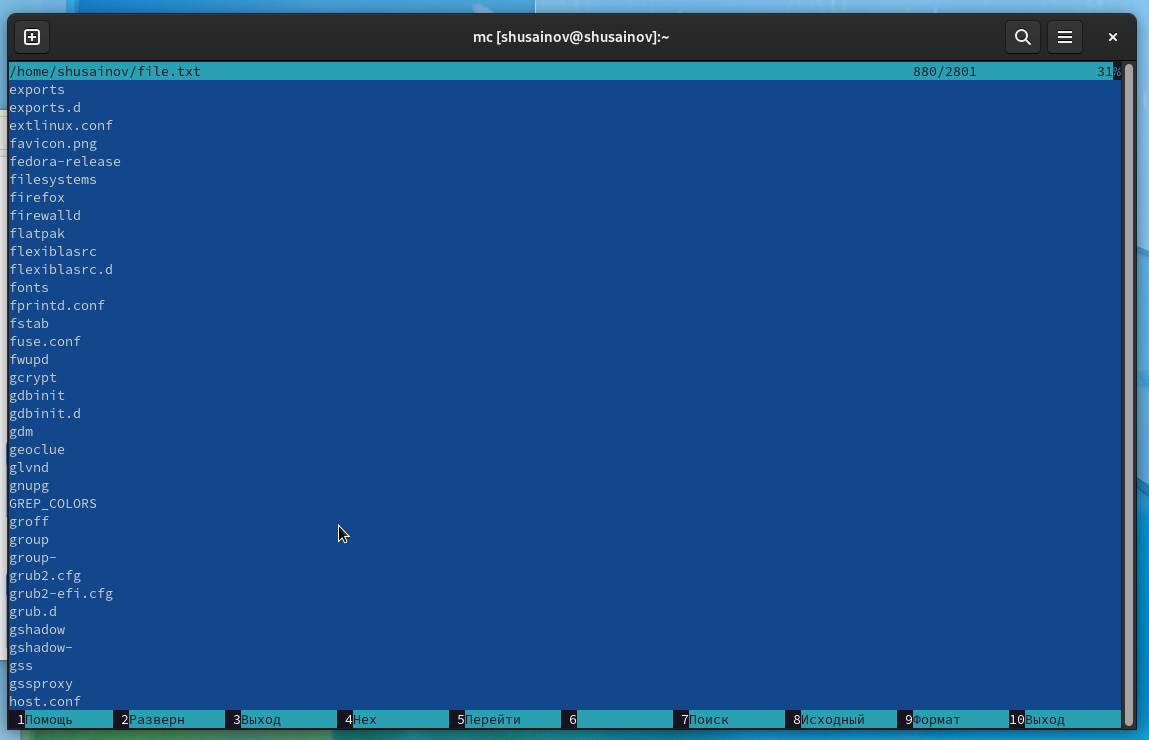 mc [shusainov@shusainov]:~
/home/shusainov/file.txt 880/2801 31%
exports
exports.d
extlinux.conf
favicon.png
fedora-release
filesystems
firefox
firewalld
flatpak
flexiblasrc
flexiblasrc.d
fonts
fprintd.conf
fstab
fuse.conf
fwupd
gcrypt
gdbinit
gdbinit.d
gdm
geoclue
glvnd
gnupg
GREP_COLORS
groff
group
group-
grub2.cfg
grub2-efi.cfg
grub.d
gshadow
gshadow-
gss
gssproxy
host.conf
1Помощь 2Разверн 3Выход 4Hex 5Перейти 6 7Поиск 8Исходный 9Формат 10Выход